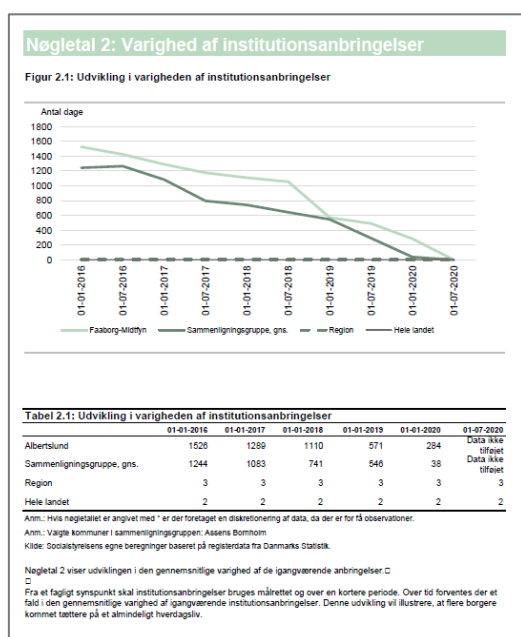 Nøgletal 2: Varighed af institutionsanbringelser
Figur 2.1: Udvikling i varigheden af institutionsanbringelser
Antal dage
1800
1600
1400
1200
1000
800
600
400
200
0
01-01-2016 01-07-2016 01-01-2017 01-07-2017 01-01-2018 01-07-2018 01-01-2019 01-07-2019 01-01-2020 01-07-2020
Faaborg-Midtfyn Sammenligningsgruppe, gns. Region Hele landet
Tabel 2.1: Udvikling i varigheden af institutionsanbringelser
01-01-2016 01-01-2017 01-01-2018 01-01-2019 01-01-2020 01-07-2020
Albertslund 1526 1289 1110 571 284 Data ikke tilføjet
Sammenligningsgruppe, gns. 1244 1083 741 546 38 Data ikke tilføjet
Region 3 3 3 3 3 3
Hele landet 2 2 2 2 2 2
Anm.: Hvis nøgletallet er angivet med * er der foretaget en diskretionering af data, da der er for få observationer.
Anm.: Valgte kommuner i sammenligningsgruppen: Assens Bornholm
Kilde: Socialstyrelsens egne beregninger baseret på registerdata fra Danmarks Statistik.
Nøgletal 2 viser udviklingen i den gennemsnitlige varighed af de igangværende anbringelser.□
□
Fra et fagligt synspunkt skal institutionsanbringelser bruges målrettet og over en kortere periode. Over tid forventes der et
fald i den gennemsnitlige varighed af igangværende institutionsanbringelser. Denne udvikling vil illustrere, at flere borgere
kommet tættere på et almindeligt hverdagsliv.